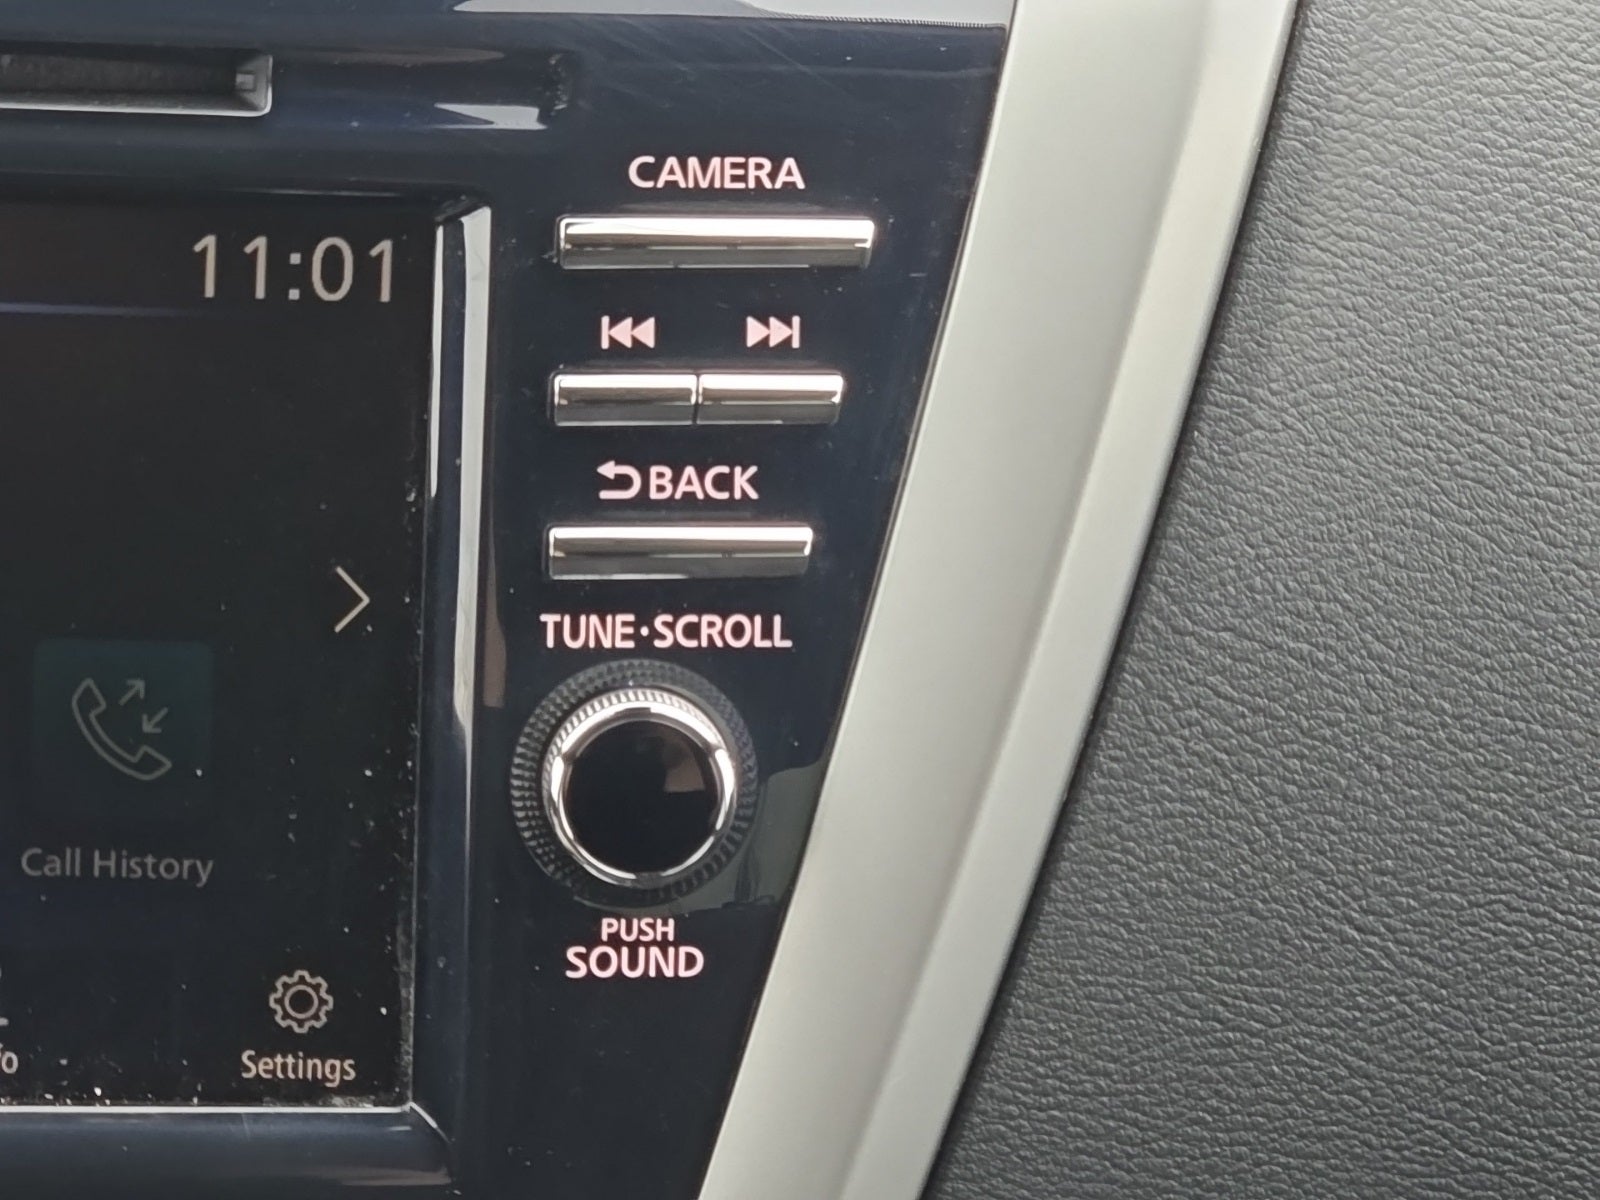 CAMERA
11:01
BACK
TUNE·SCROLL
Call History
PUSH
SOUND
Settings